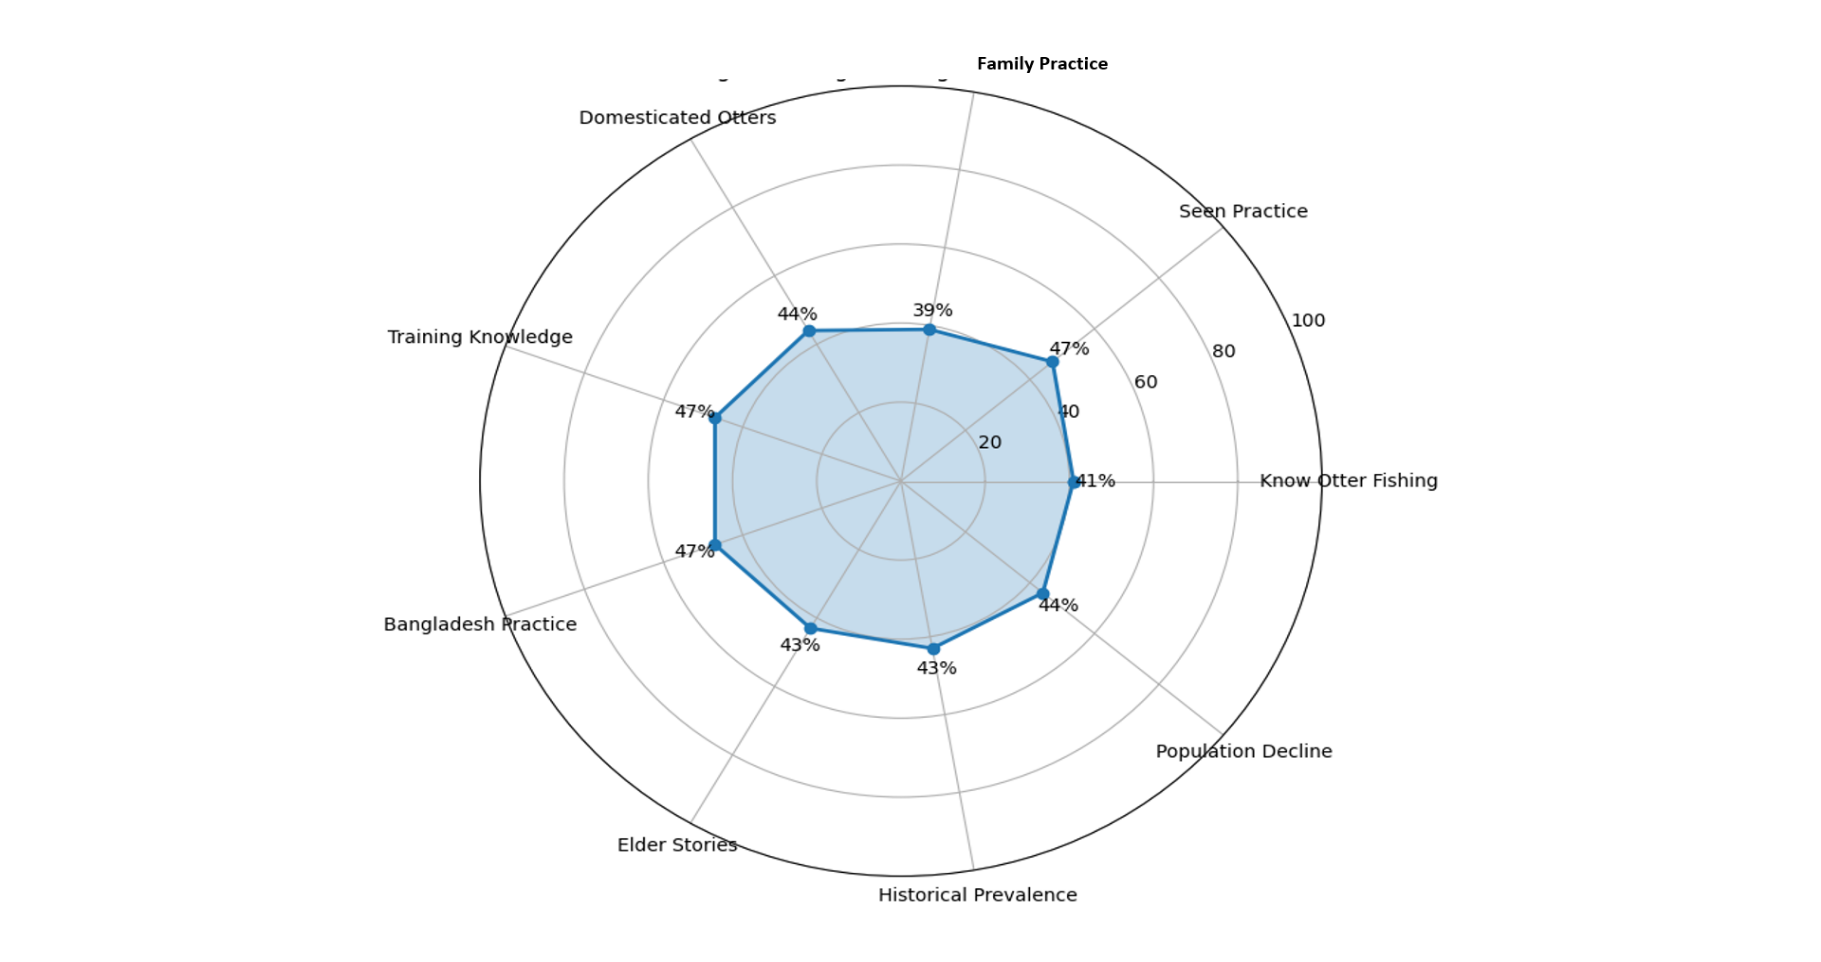 Family Practice
Domesticated Otters
Seen Practice
100
44%
39%
Training Knowledge
47%
80
60
47%
40
20
41%
Know Otter Fishing
47%
44%
Bangladesh Practice
43%
43%
Population Decline
Elder Stories
Historical Prevalence